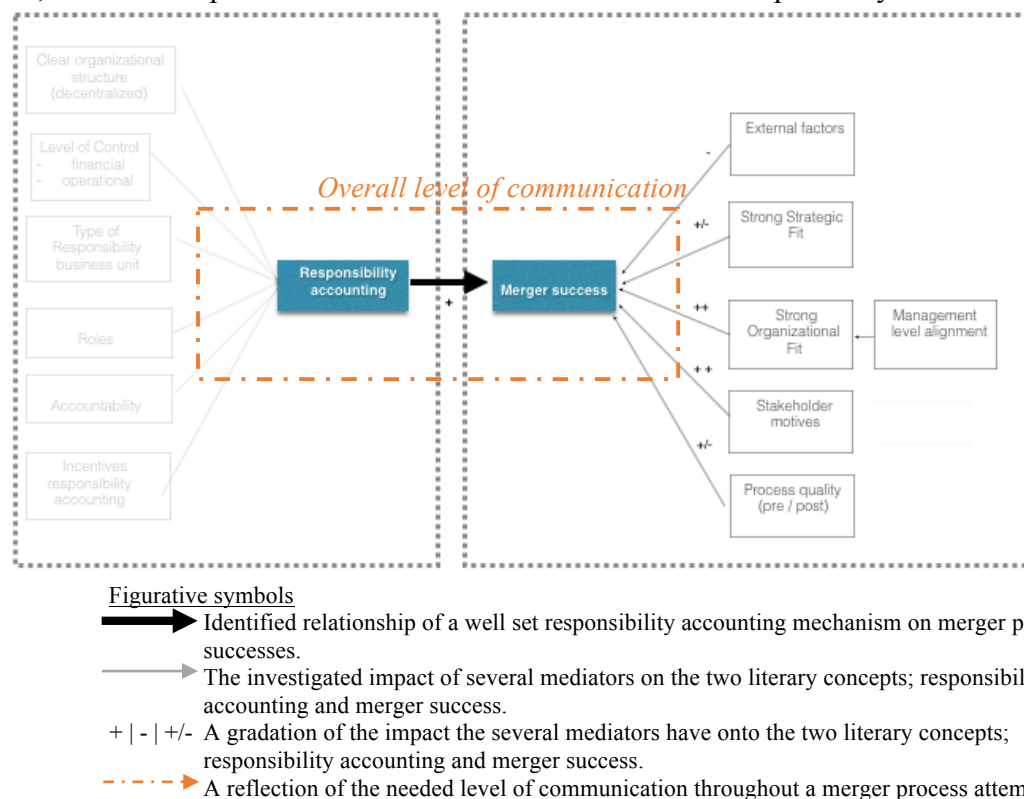 Clear organizational
structure
(decentralized)
Level of Control
- financial
- operational
Type of
Responsibility
business unit
Roles
Accountability
Incentives
responsibility
accounting
Overall level of communication
Responsibility
accounting
+
Merger success
-
+/-
++
++
+/-
External factors
Strong Strategic
Fit
Strong
Organizational
Fit
Management
level alignment
Stakeholder
motives
Process quality
(pre / post)
Figurative symbols
Identified relationship of a well set responsibility accounting mechanism on merger p
successes.
The investigated impact of several mediators on the two literary concepts; responsibil
accounting and merger success.
+ | - | +/- A gradation of the impact the several mediators have onto the two literary concepts;
responsibility accounting and merger success.
A reflection of the needed level of communication throughout a merger process attem